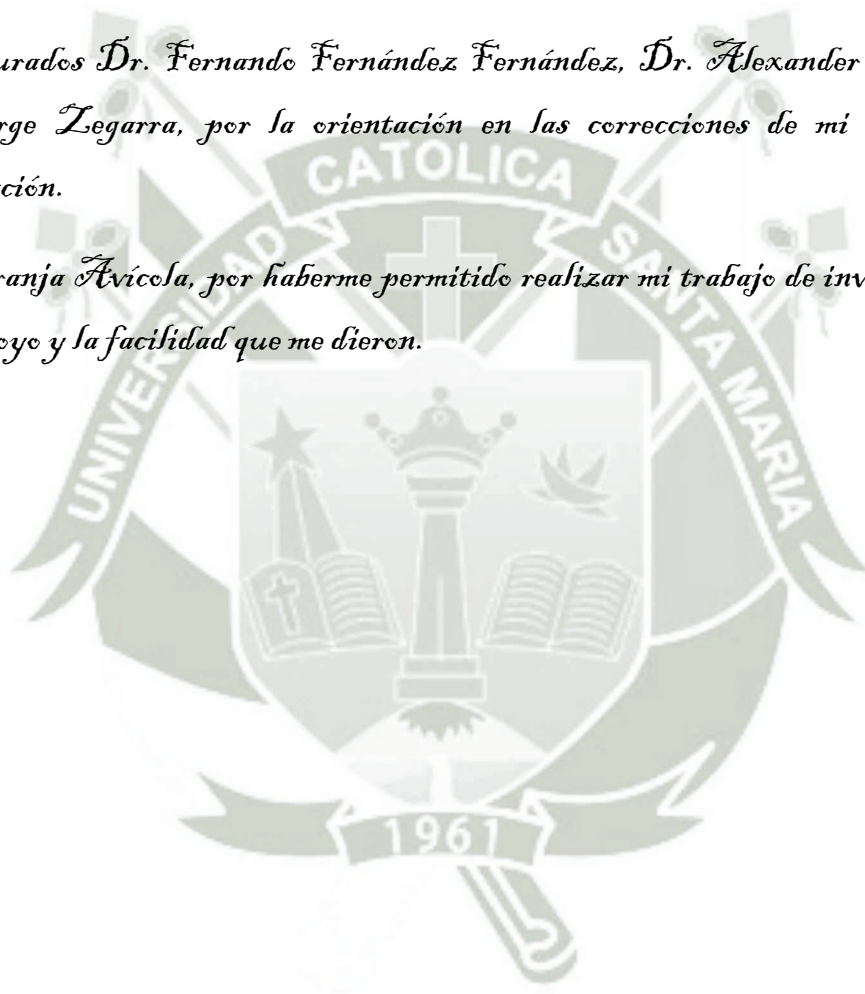 urados Dr. Fernando Fernández Fernández, Dr. Alexander
rge Zegarra, por la orientación en las correcciones de mi
ción.
ranja Avícola, por haberme permitido realizar mi trabajo de inv
oyo y la facilidad que me dieron.
UNIVERSIDAD CATOLICA SANTA MARIA
1961